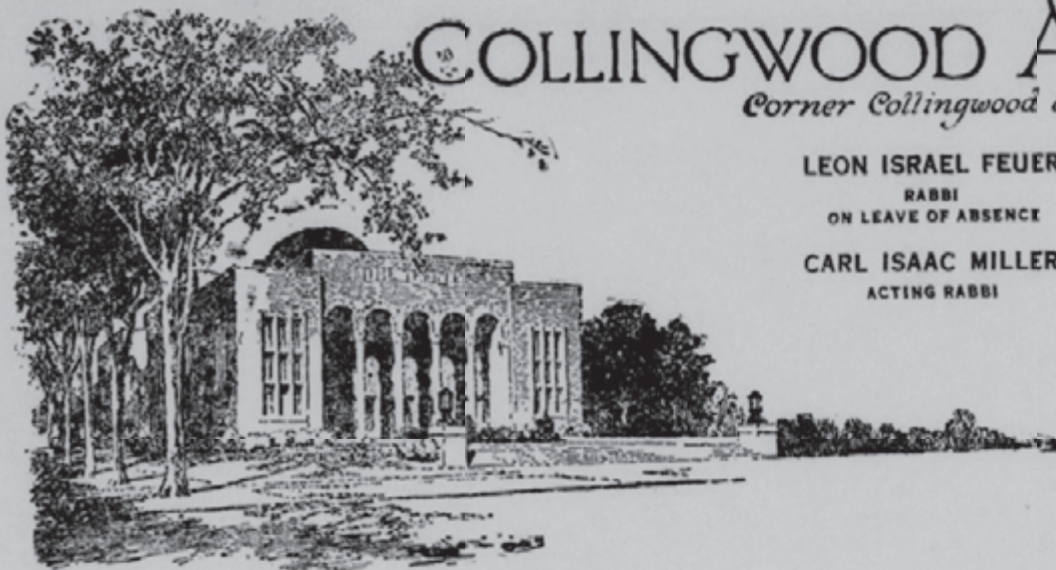 COLLINGWOOD A
Corner Collingwood
LEON ISRAEL FEUER
RABBI
ON LEAVE OF ABSENCE
CARL ISAAC MILLER
ACTING RABBI